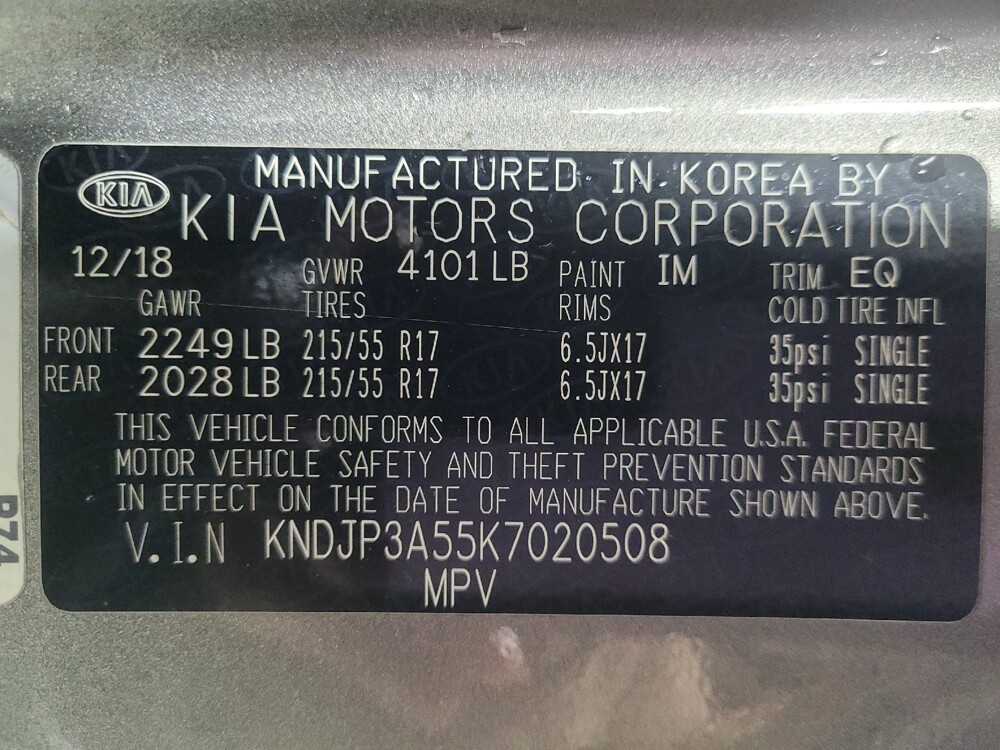 KIA MANUFACTURED IN KOREA BY
KIA MOTORS CORPORATION
12/18 GVWR 4101 LB PAINT IM TRIM EQ
GAWR TIRES RIMS COLD TIRE INFL
FRONT 2249 LB 215/55 R17 6.5JX17 35psi SINGLE
REAR 2028 LB 215/55 R17 6.5JX17 35psi SINGLE
THIS VEHICLE CONFORMS TO ALL APPLICABLE U.S.A. FEDERAL
MOTOR VEHICLE SAFETY AND THEFT PREVENTION STANDARDS
IN EFFECT ON THE DATE OF MANUFACTURE SHOWN ABOVE.
V.I.N KNDJP3A55K7020508
MPV